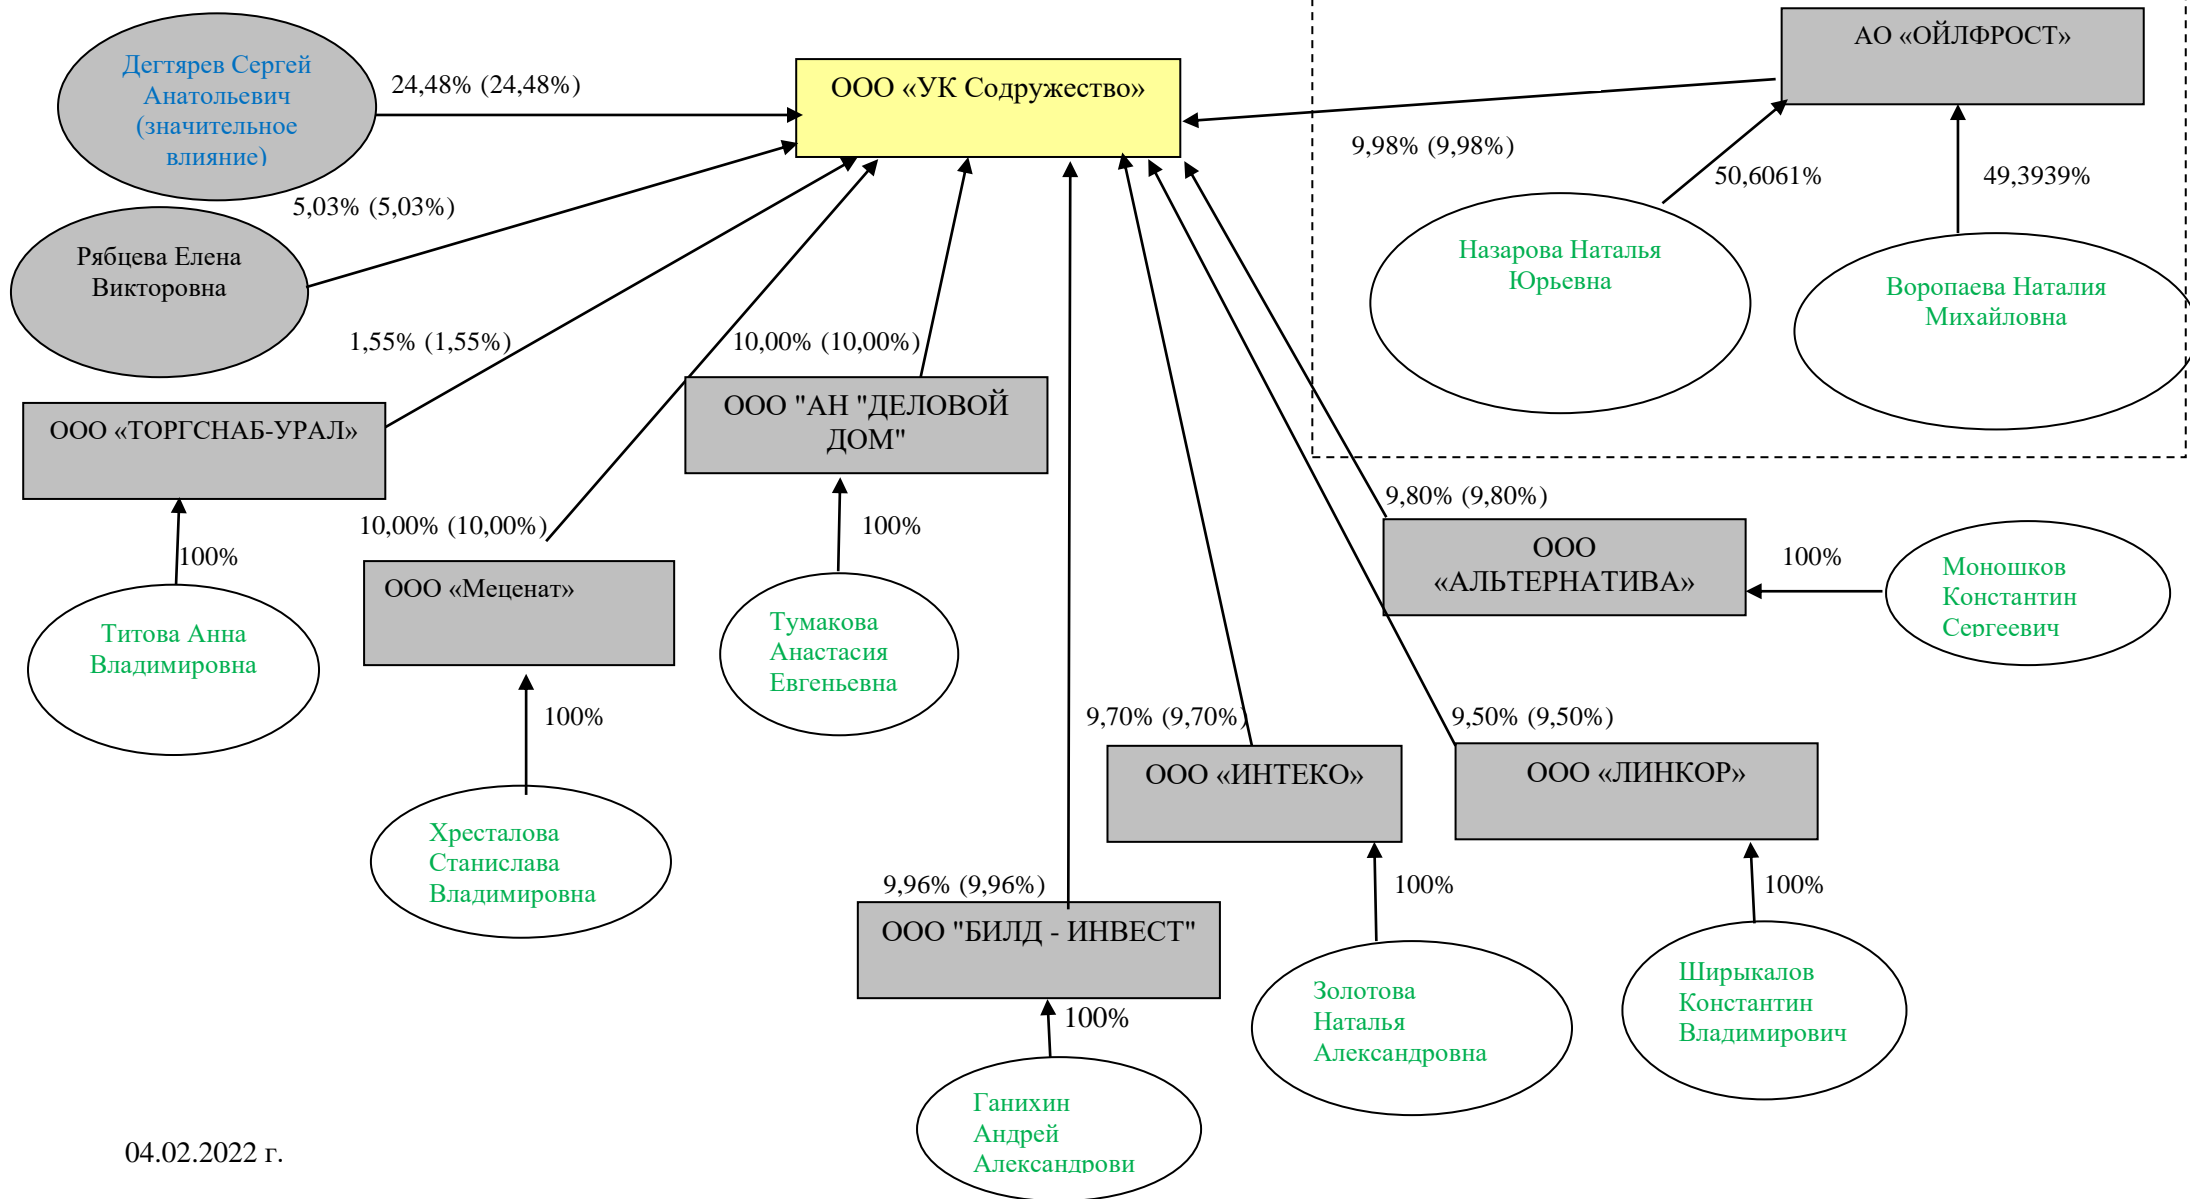 АО «ОЙЛФРОСТ»
Дегтярев Сергей
Анатольевич
(значительное
влияние)
24,48% (24,48%)
ООО «УК Содружество»
9,98% (9,98%)
50,6061%
49,3939%
5,03% (5,03%)
Рябцева Елена
Викторовна
Назарова Наталья
Юрьевна
Воропаева Наталия
Михайловна
1,55% (1,55%)
10,00% (10,00%)
ООО «ТОРГСНАБ-УРАЛ»
ООО "АН "ДЕЛОВОЙ
ДОМ"
10,00% (10,00%)
100%
9,80% (9,80%)
100%
ООО
«АЛЬТЕРНАТИВА»
100%
Моношков
Константин
Сергеевич
ООО «Меценат»
Титова Анна
Владимировна
Тумакова
Анастасия
Евгеньевна
100%
9,70% (9,70%)
9,50% (9,50%)
ООО «ИНТЕКО»
ООО «ЛИНКОР»
Хресталова
Станислава
Владимировна
9,96% (9,96%)
100%
100%
ООО "БИЛД - ИНВЕСТ"
100%
Золотова
Наталья
Александровна
Ширыкалов
Константин
Владимирович
Ганихин
Андрей
Александрови
04.02.2022 г.